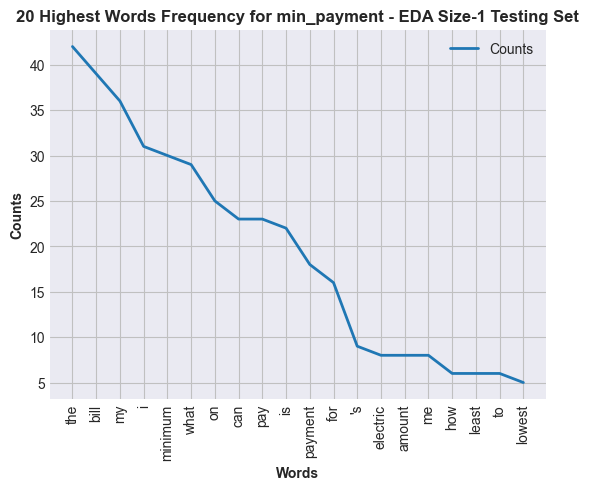 20 Highest Words Frequency for min_payment - EDA Size-1 Testing Set
Counts
40
35
30
25
20
15
10
5
Counts
the
bill
my
i
minimum
what
on
can
pay
is
payment
for
's
electric
amount
me
how
least
to
lowest
Words